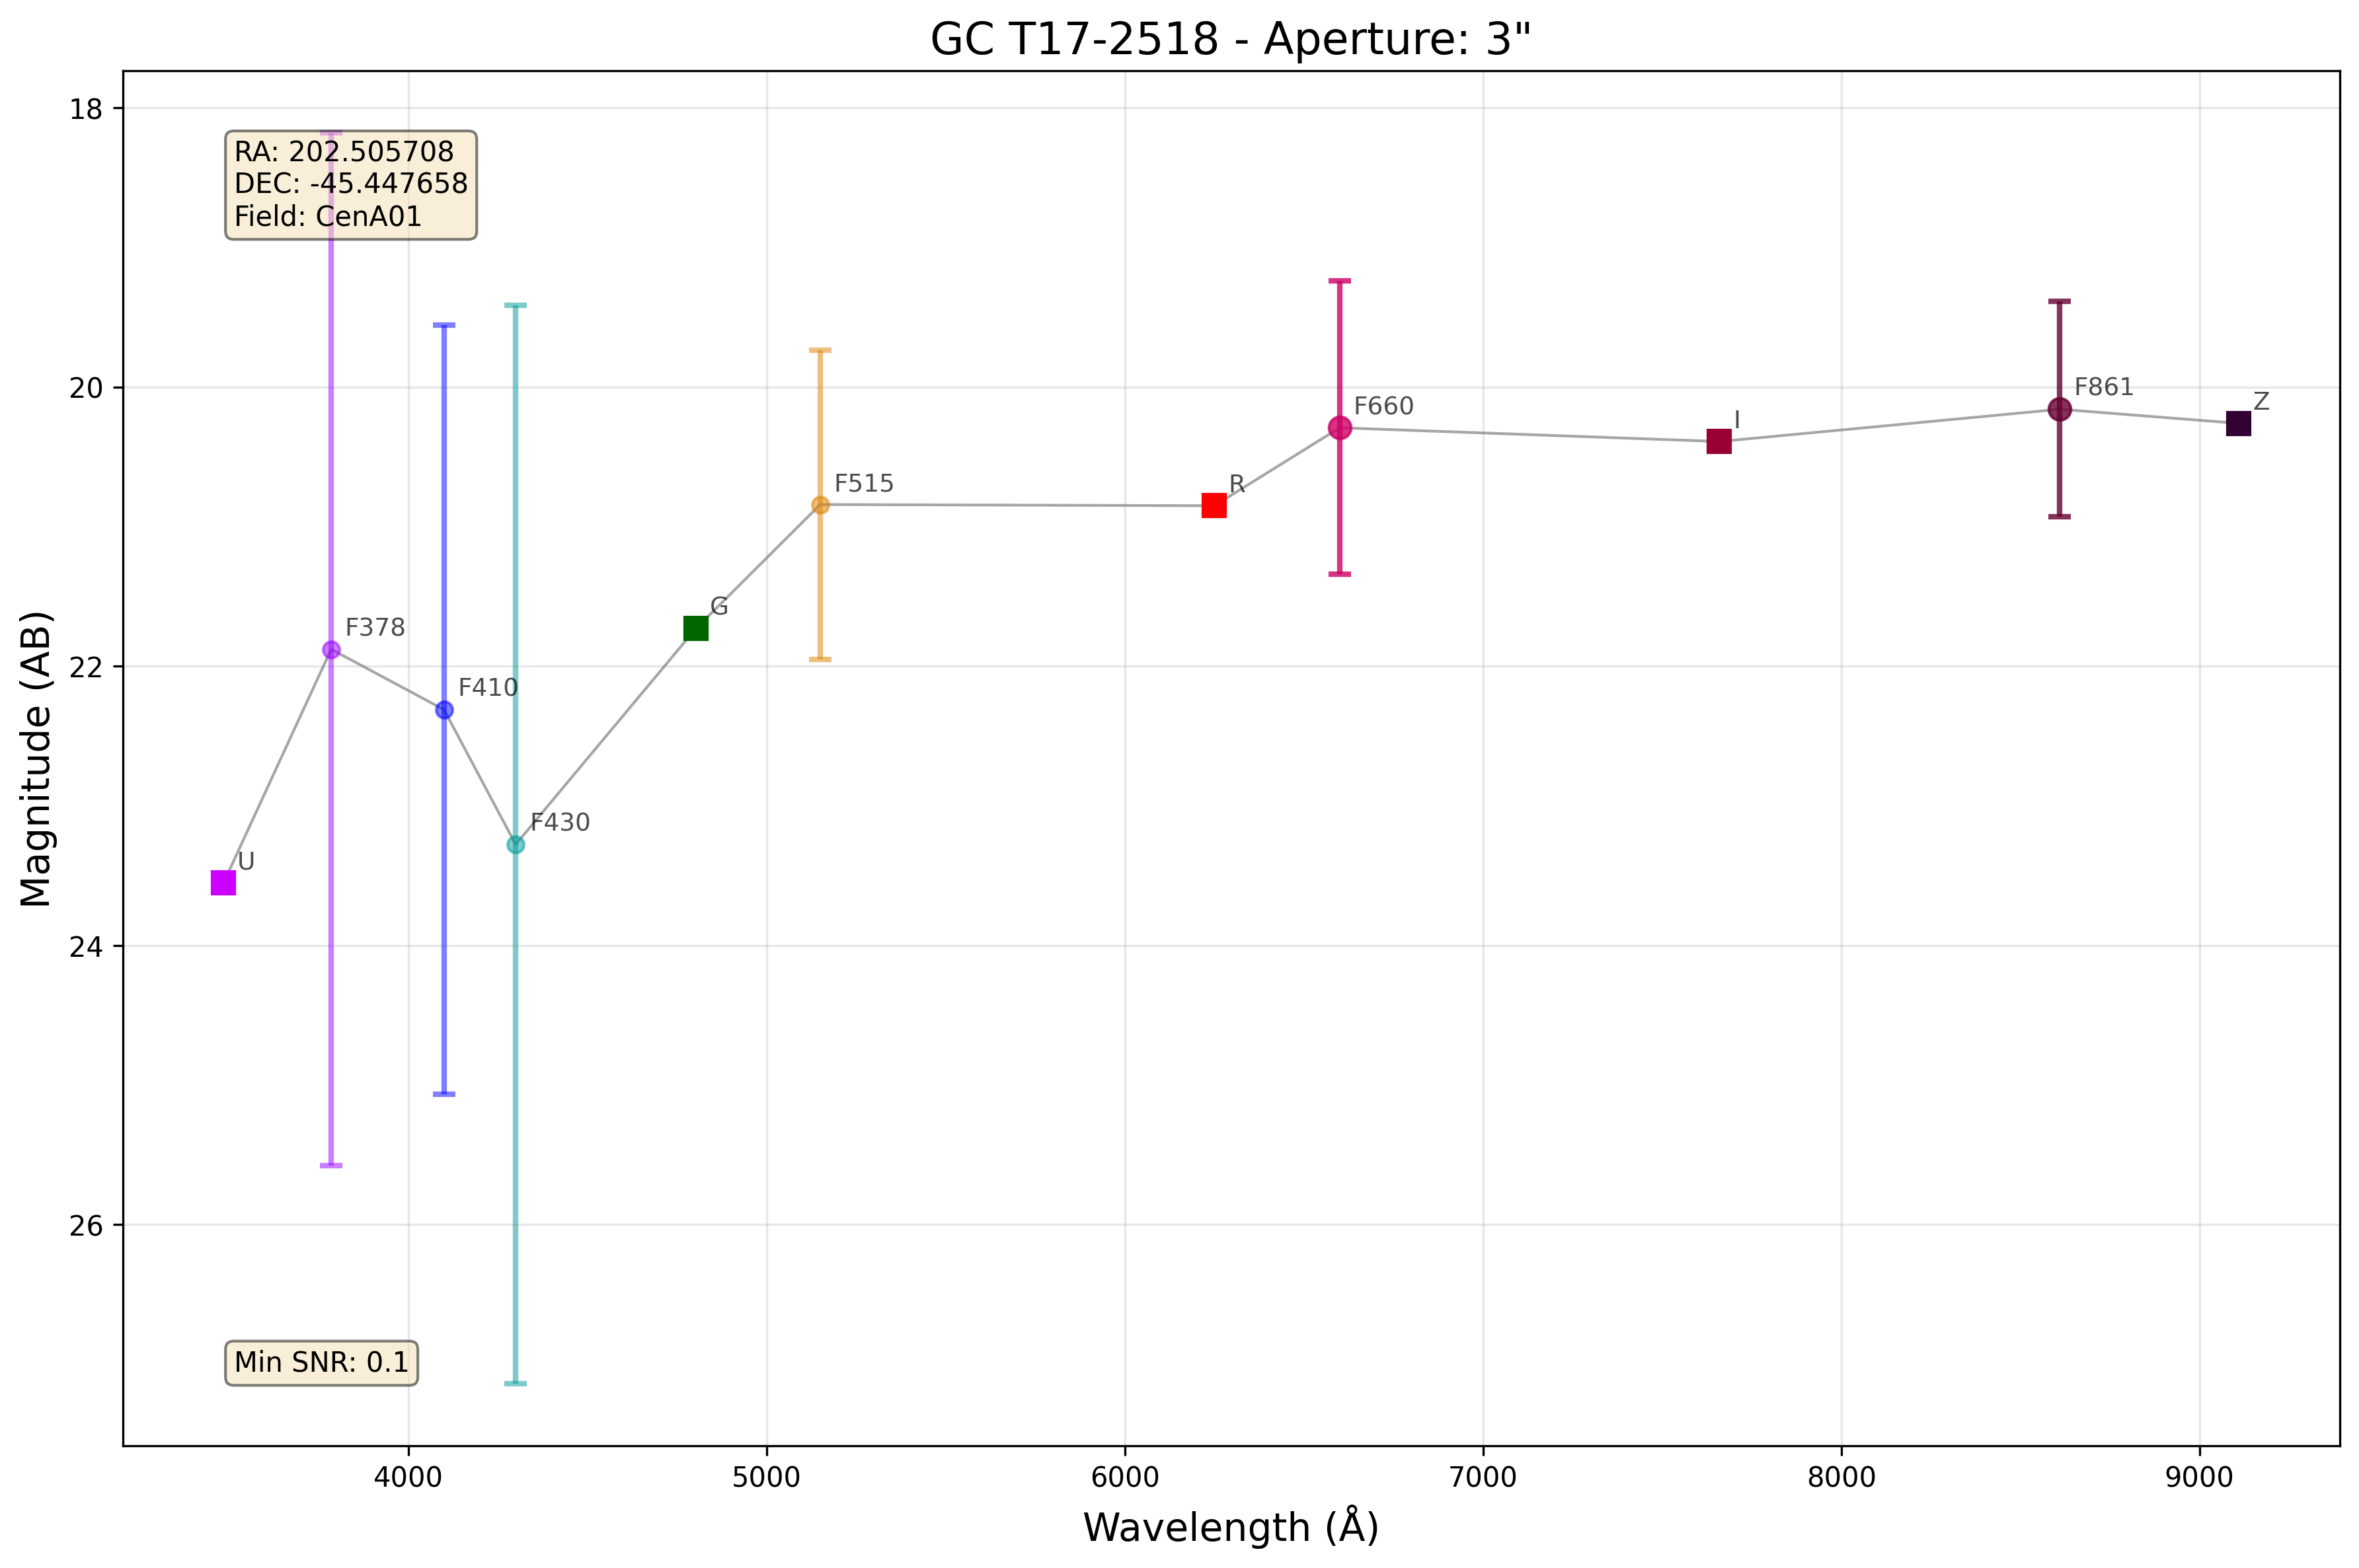 GC T17-2518 - Aperture: 3"
18
RA: 202.505708
DEC: -45.447658
Field: CenA01
20
F660
F861
Z
I
F515
R
G
22
F378
F410
F430
U
24
26
Min SNR: 0.1
Magnitude (AB)
4000
5000
6000
7000
8000
9000
Wavelength (Å)